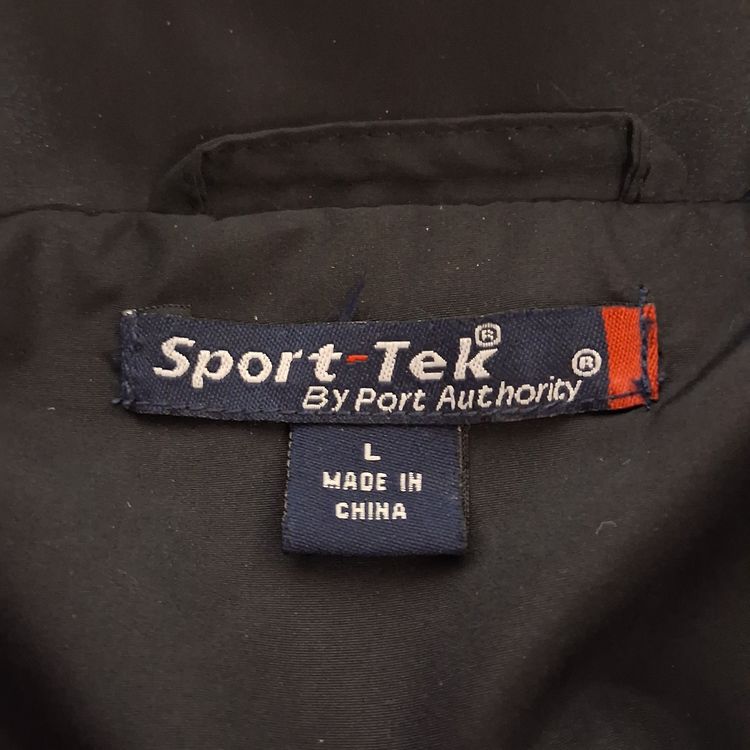 Sport-Tek®
By Port Authority®
L
MADE IN
CHINA